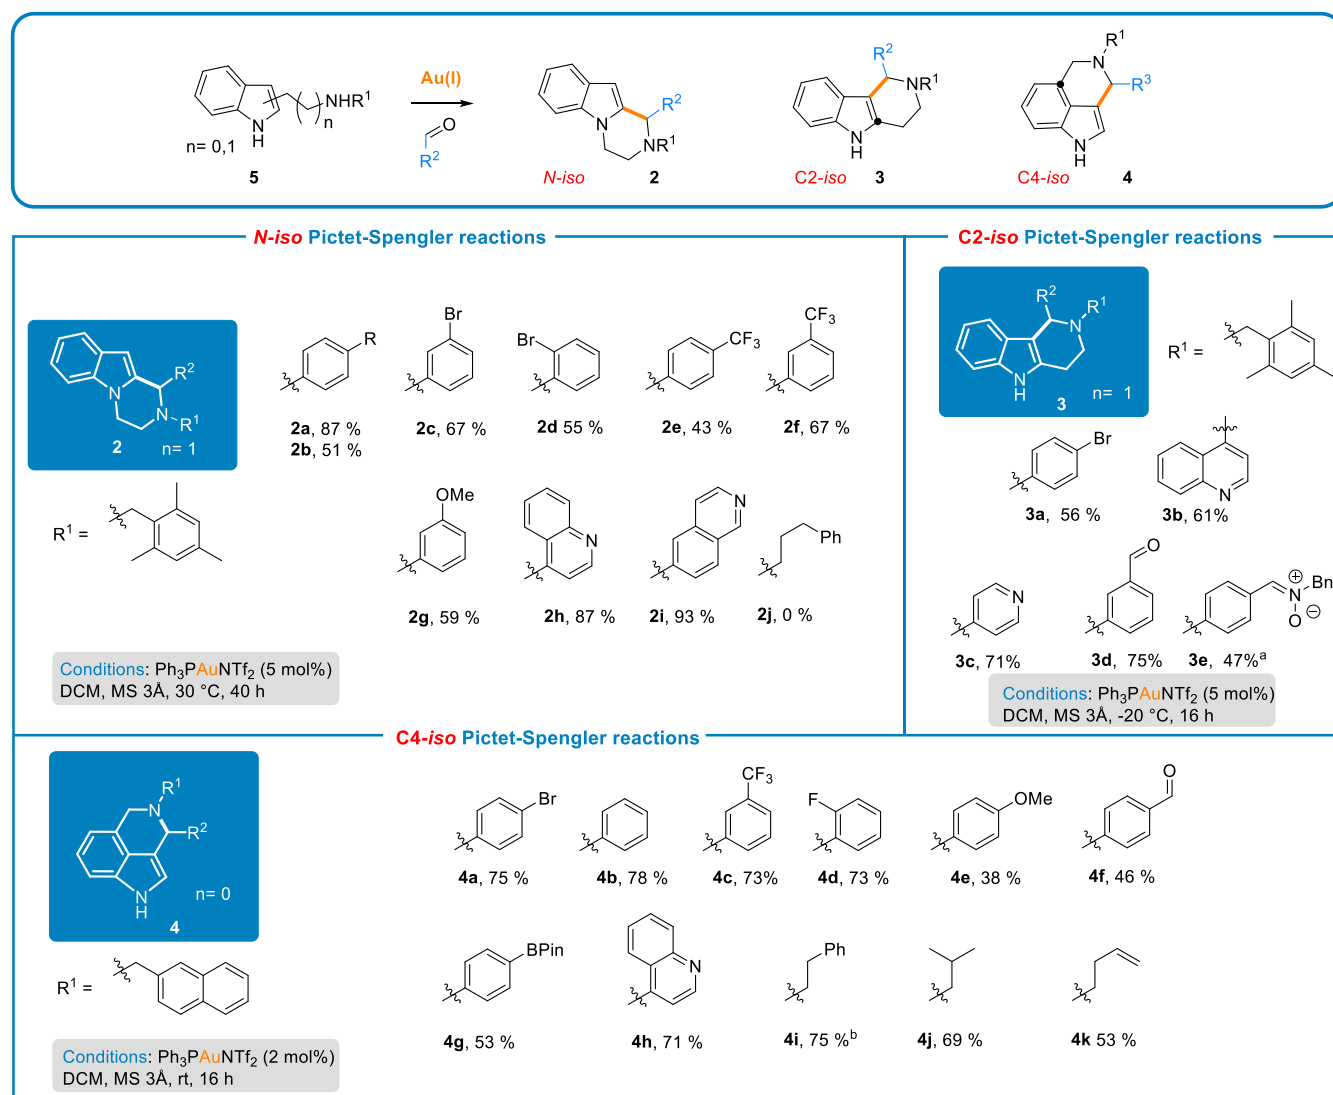 NHR1
n
N
H
n= 0,1
5
Au(I)
O
R2
R2
N
NR1
N-iso 2
R2
NR1
N
H
C2-iso 3
R1
N
R3
N
H
C4-iso 4
N-iso Pictet-Spengler reactions
R2
N
N
R1
2 n= 1
R1 =
R
2a, 87 %
2b, 51 %
Br
2c, 67 %
Br
2d 55 %
CF3
2e, 43 %
CF3
2f, 67 %
OMe
2g, 59 %
N
2h, 87 %
N
2i, 93 %
Ph
2j, 0 %
Conditions: Ph3PAuNTf2 (5 mol%)
DCM, MS 3Å, 30 °C, 40 h
C2-iso Pictet-Spengler reactions
R2
R1
N
N
H
3 n= 1
R1 =
Br
3a, 56 %
N
3b, 61%
N
3c, 71%
O
3d, 75%
⊕
N
Bn
O
⊖
3e, 47%a
Conditions: Ph3PAuNTf2 (5 mol%)
DCM, MS 3Å, -20 °C, 16 h
C4-iso Pictet-Spengler reactions
R1
N
R2
N
H
n= 0
4
R1 =
Conditions: Ph3PAuNTf2 (2 mol%)
DCM, MS 3Å, rt, 16 h
Br
4a, 75 %
4b, 78 %
CF3
4c, 73%
F
4d, 73 %
OMe
4e, 38 %
O
4f, 46 %
BPin
4g, 53 %
N
4h, 71 %
Ph
4i, 75 %b
4j, 69 %
4k 53 %